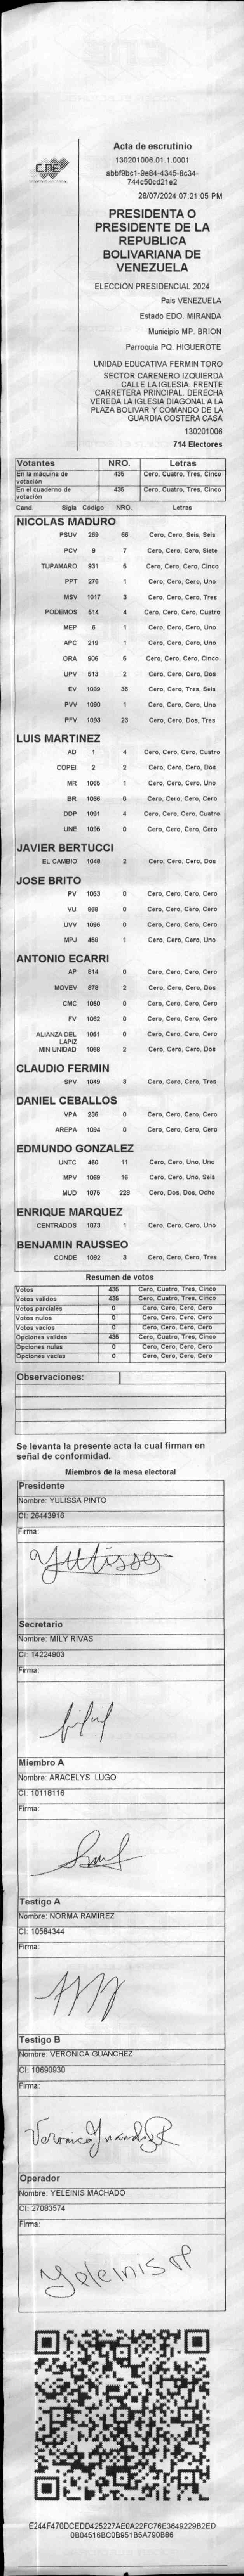 CNE
Acta de escrutinio
130201006.01.1.0001
abbf9bc1-9e84-4345-8c34-
744e50cd21e2
28/07/2024 07:21:05 PM
PRESIDENTA O
PRESIDENTE DE LA
REPUBLICA
BOLIVARIANA DE
VENEZUELA
ELECCIÓN PRESIDENCIAL 2024
Pais VENEZUELA
Estado EDO. MIRANDA
Municipio MP. BRION
Parroquia PQ. HIGUEROTE
UNIDAD EDUCATIVA FERMIN TORO
SECTOR CARENERO IZQUIERDA
CALLE LA IGLESIA. FRENTE
CARRETERA PRINCIPAL. DERECHA
VEREDA LA IGLESIA DIAGONAL A LA
PLAZA BOLIVAR Y COMANDO DE LA
GUARDIA COSTERA CASA
130201006
714 Electores
Votantes NRO. Letras
En la máquina de votación 435 Cero, Cuatro, Tres, Cinco
En el cuaderno de votación 435 Cero, Cuatro, Tres, Cinco
Cand. Sigla Código NRO. Letras
NICOLAS MADURO
PSUV 269 66 Cero, Cero, Seis, Seis
PCV 9 7 Cero, Cero, Cero, Siete
TUPAMARO 931 5 Cero, Cero, Cero, Cinco
PPT 276 1 Cero, Cero, Cero, Uno
MSV 1017 3 Cero, Cero, Cero, Tres
PODEMOS 514 4 Cero, Cero, Cero, Cuatro
MEP 6 1 Cero, Cero, Cero, Uno
APC 219 1 Cero, Cero, Cero, Uno
ORA 906 5 Cero, Cero, Cero, Cinco
UPV 513 2 Cero, Cero, Cero, Dos
EV 1089 36 Cero, Cero, Tres, Seis
PVV 1090 1 Cero, Cero, Cero, Uno
PFV 1093 23 Cero, Cero, Dos, Tres
LUIS MARTINEZ
AD 1 4 Cero, Cero, Cero, Cuatro
COPEI 2 2 Cero, Cero, Cero, Dos
MR 1065 1 Cero, Cero, Cero, Uno
BR 1066 0 Cero, Cero, Cero, Cero
DDP 1091 4 Cero, Cero, Cero, Cuatro
UNE 1096 0 Cero, Cero, Cero, Cero
JAVIER BERTUCCI
EL CAMBIO 1048 2 Cero, Cero, Cero, Dos
JOSE BRITO
PV 1053 0 Cero, Cero, Cero, Cero
VU 868 0 Cero, Cero, Cero, Cero
UVV 1095 0 Cero, Cero, Cero, Cero
MPJ 458 1 Cero, Cero, Cero, Uno
ANTONIO ECARRI
AP 814 0 Cero, Cero, Cero, Cero
MOVEV 878 2 Cero, Cero, Cero, Dos
CMC 1050 0 Cero, Cero, Cero, Cero
FV 1062 0 Cero, Cero, Cero, Cero
ALIANZA DEL LAPIZ 1051 0 Cero, Cero, Cero, Cero
MIN UNIDAD 1068 2 Cero, Cero, Cero, Dos
CLAUDIO FERMIN
SPV 1049 3 Cero, Cero, Cero, Tres
DANIEL CEBALLOS
VPA 236 0 Cero, Cero, Cero, Cero
AREPA 1094 0 Cero, Cero, Cero, Cero
EDMUNDO GONZALEZ
UNTC 460 11 Cero, Cero, Uno, Uno
MPV 1069 16 Cero, Cero, Uno, Seis
MUD 1075 228 Cero, Dos, Dos, Ocho
ENRIQUE MARQUEZ
CENTRADOS 1073 1 Cero, Cero, Cero, Uno
BENJAMIN RAUSSEO
CONDE 1092 3 Cero, Cero, Cero, Tres
Resumen de votos
Votos 435 Cero, Cuatro, Tres, Cinco
Votos validos 435 Cero, Cuatro, Tres, Cinco
Votos parciales 0 Cero, Cero, Cero, Cero
Votos nulos 0 Cero, Cero, Cero, Cero
Votos vacios 0 Cero, Cero, Cero, Cero
Opciones validas 435 Cero, Cuatro, Tres, Cinco
Opciones nulas 0 Cero, Cero, Cero, Cero
Opciones vacias 0 Cero, Cero, Cero, Cero
Observaciones:
Se levanta la presente acta la cual firman en
señal de conformidad.
Miembros de la mesa electoral
Presidente
Nombre: YULISSA PINTO
CI: 26443916
Firma:
Yulissa
Secretario
Nombre: MILY RIVAS
CI: 14224903
Firma:
Miembro A
Nombre: ARACELYS LUGO
CI: 10118116
Firma:
Testigo A
Nombre: NORMA RAMIREZ
CI: 10584344
Firma:
Testigo B
Nombre: VERONICA GUANCHEZ
CI: 10690930
Firma:
Operador
Nombre: YELEINIS MACHADO
CI: 27083574
Firma:
Yeleinis M
E244F470DCEDD425227AE0A22FC76E3649229B2ED
0B04516BC0B951B5A790B86